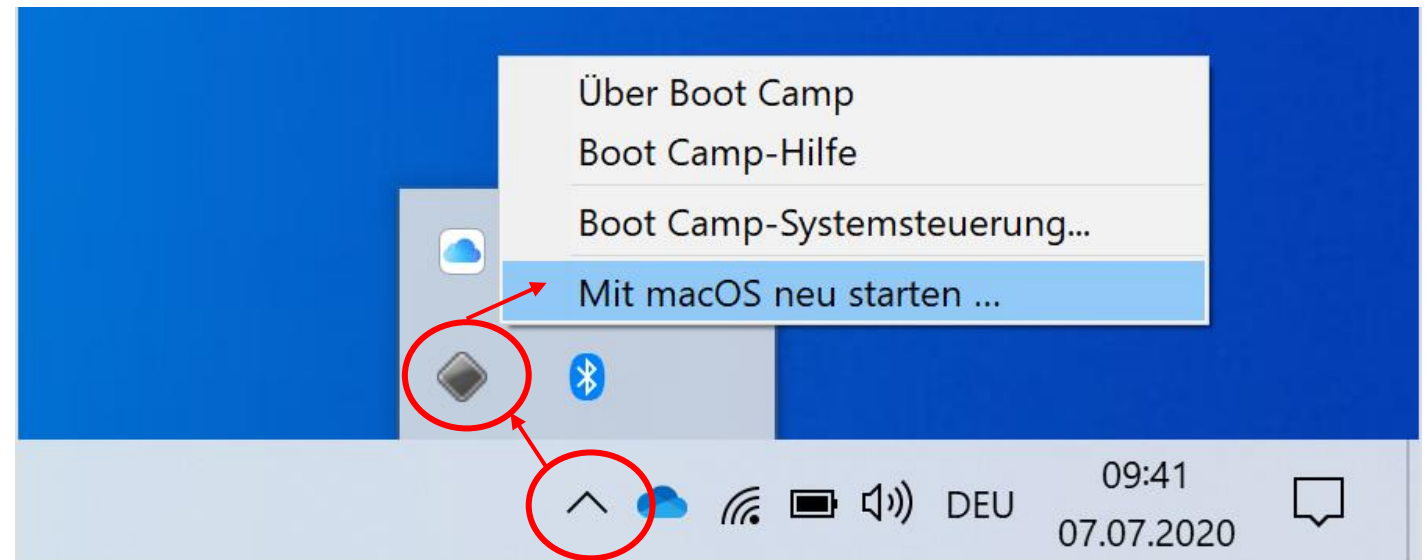 Über Boot Camp
Boot Camp-Hilfe
Boot Camp-Systemsteuerung...
Mit macOS neu starten ...
DEU
09:41
07.07.2020